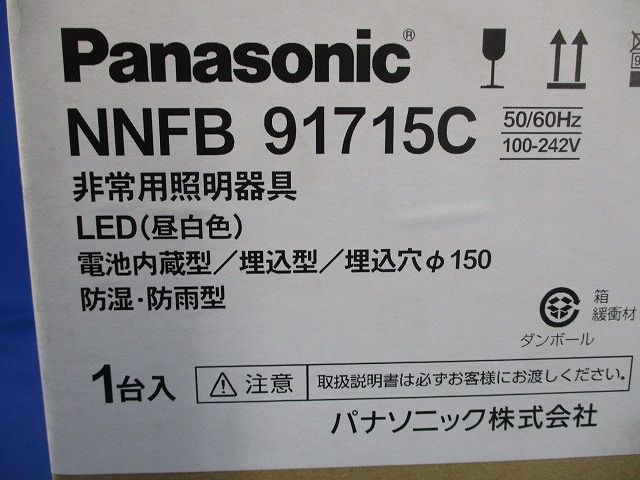 Panasonic®
NNFB 91715C
50/60Hz
100-242V
非常用照明器具
LED(昼白色)
電池内蔵型/埋込型/埋込穴φ150
防湿・防雨型
箱
緩衝材
ダンボール
1台入
注意
取扱説明書は必ずお客様にお渡しください。
パナソニック株式会社